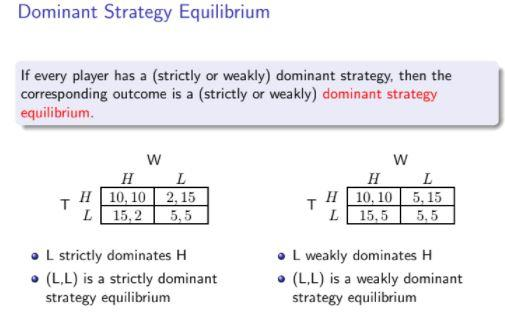 Dominant Strategy Equilibrium
If every player has a (strictly or weakly) dominant strategy, then the
corresponding outcome is a (strictly or weakly) dominant strategy
equilibrium.
W
H L
T H 10, 10 2, 15
L 15, 2 5, 5
L strictly dominates H
(L,L) is a strictly dominant
strategy equilibrium
W
H L
T H 10, 10 5, 15
L 15, 5 5, 5
L weakly dominates H
(L,L) is a weakly dominant
strategy equilibrium